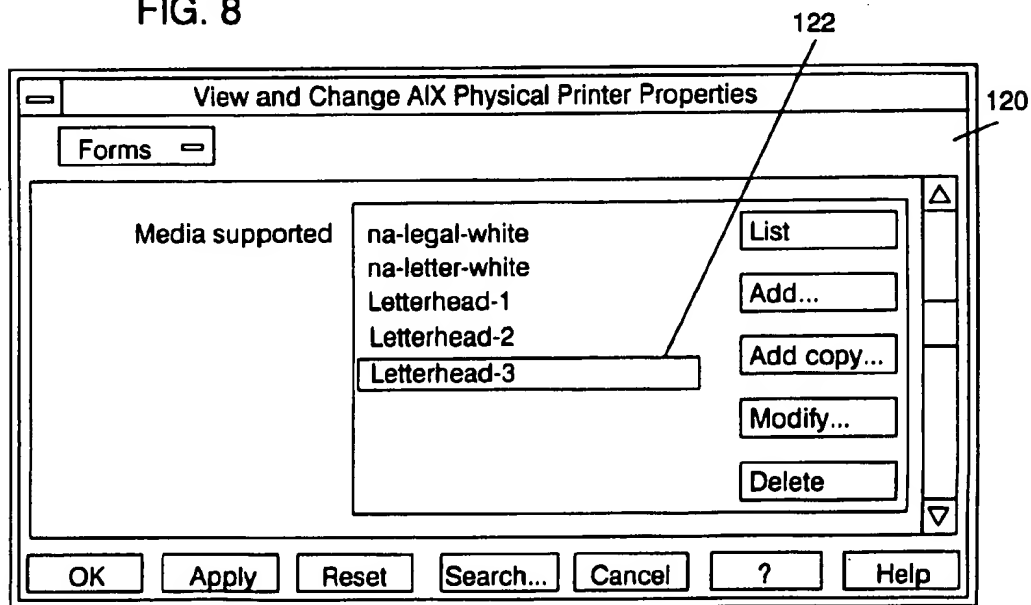 FIG. 8
122
View and Change AIX Physical Printer Properties
120
Forms
Media supported
na-legal-white
na-letter-white
Letterhead-1
Letterhead-2
Letterhead-3
List
Add...
Add copy...
Modify...
Delete
OK
Apply
Reset
Search...
Cancel
?
Help